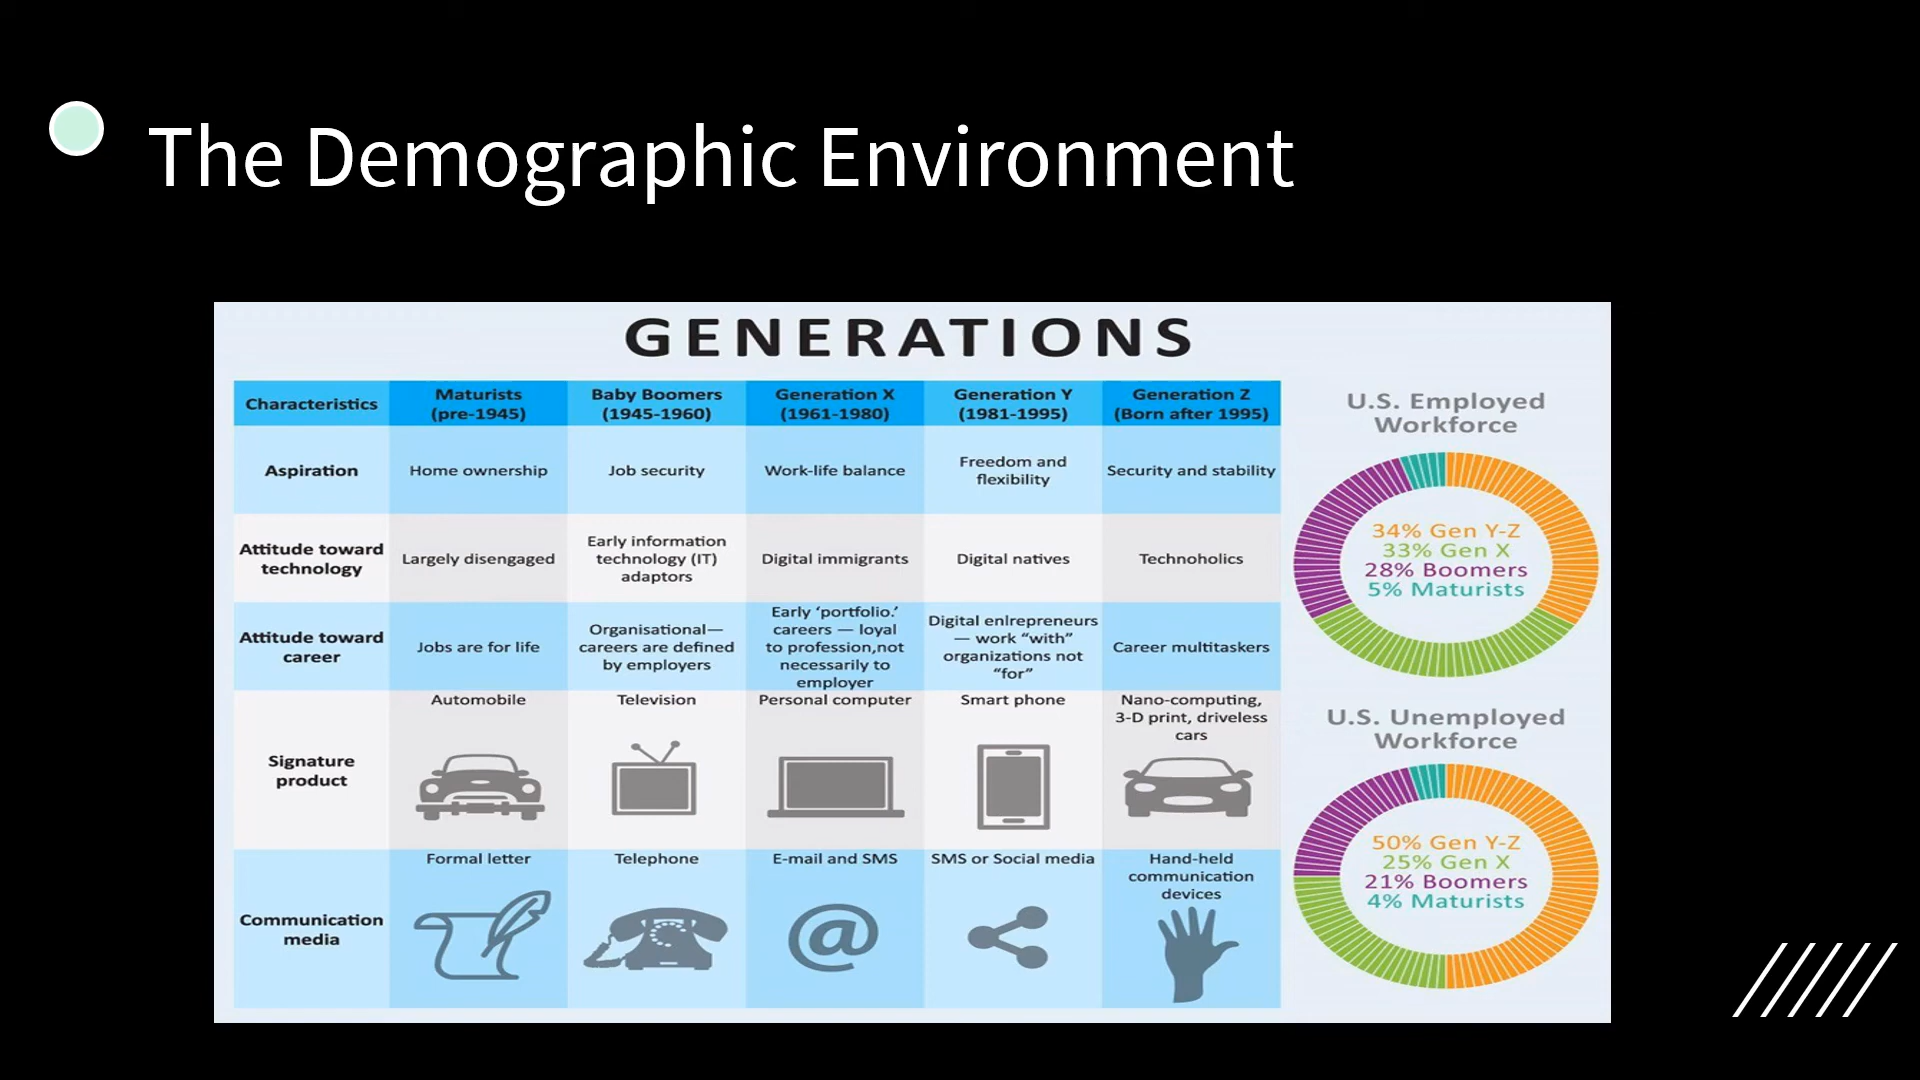 The Demographic Environment
GENERATIONS
Characteristics
Maturists
(pre-1945)
Baby Boomers
(1945-1960)
Generation X
(1961-1980)
Generation Y
(1981-1995)
Generation Z
(Born after 1995)
Aspiration
Home ownership
Job security
Work-life balance
Freedom and
flexibility
Security and stability
Attitude toward
technology
Largely disengaged
Early information
technology (IT)
adaptors
Digital immigrants
Digital natives
Technoholics
Attitude toward
career
Jobs are for life
Organisational—
careers are defined
by employers
Early ‘portfolio.’
careers — loyal
to profession,not
necessarily to
employer
Digital enlrepreneurs
— work “with”
organizations not
“for”
Career multitaskers
Signature
product
Automobile
Television
Personal computer
Smart phone
Nano-computing,
3-D print, driveless
cars
Communication
media
Formal letter
Telephone
E-mail and SMS
SMS or Social media
Hand-held
communication
devices
@
U.S. Employed
Workforce
34% Gen Y-Z
33% Gen X
28% Boomers
5% Maturists
U.S. Unemployed
Workforce
50% Gen Y-Z
25% Gen X
21% Boomers
4% Maturists